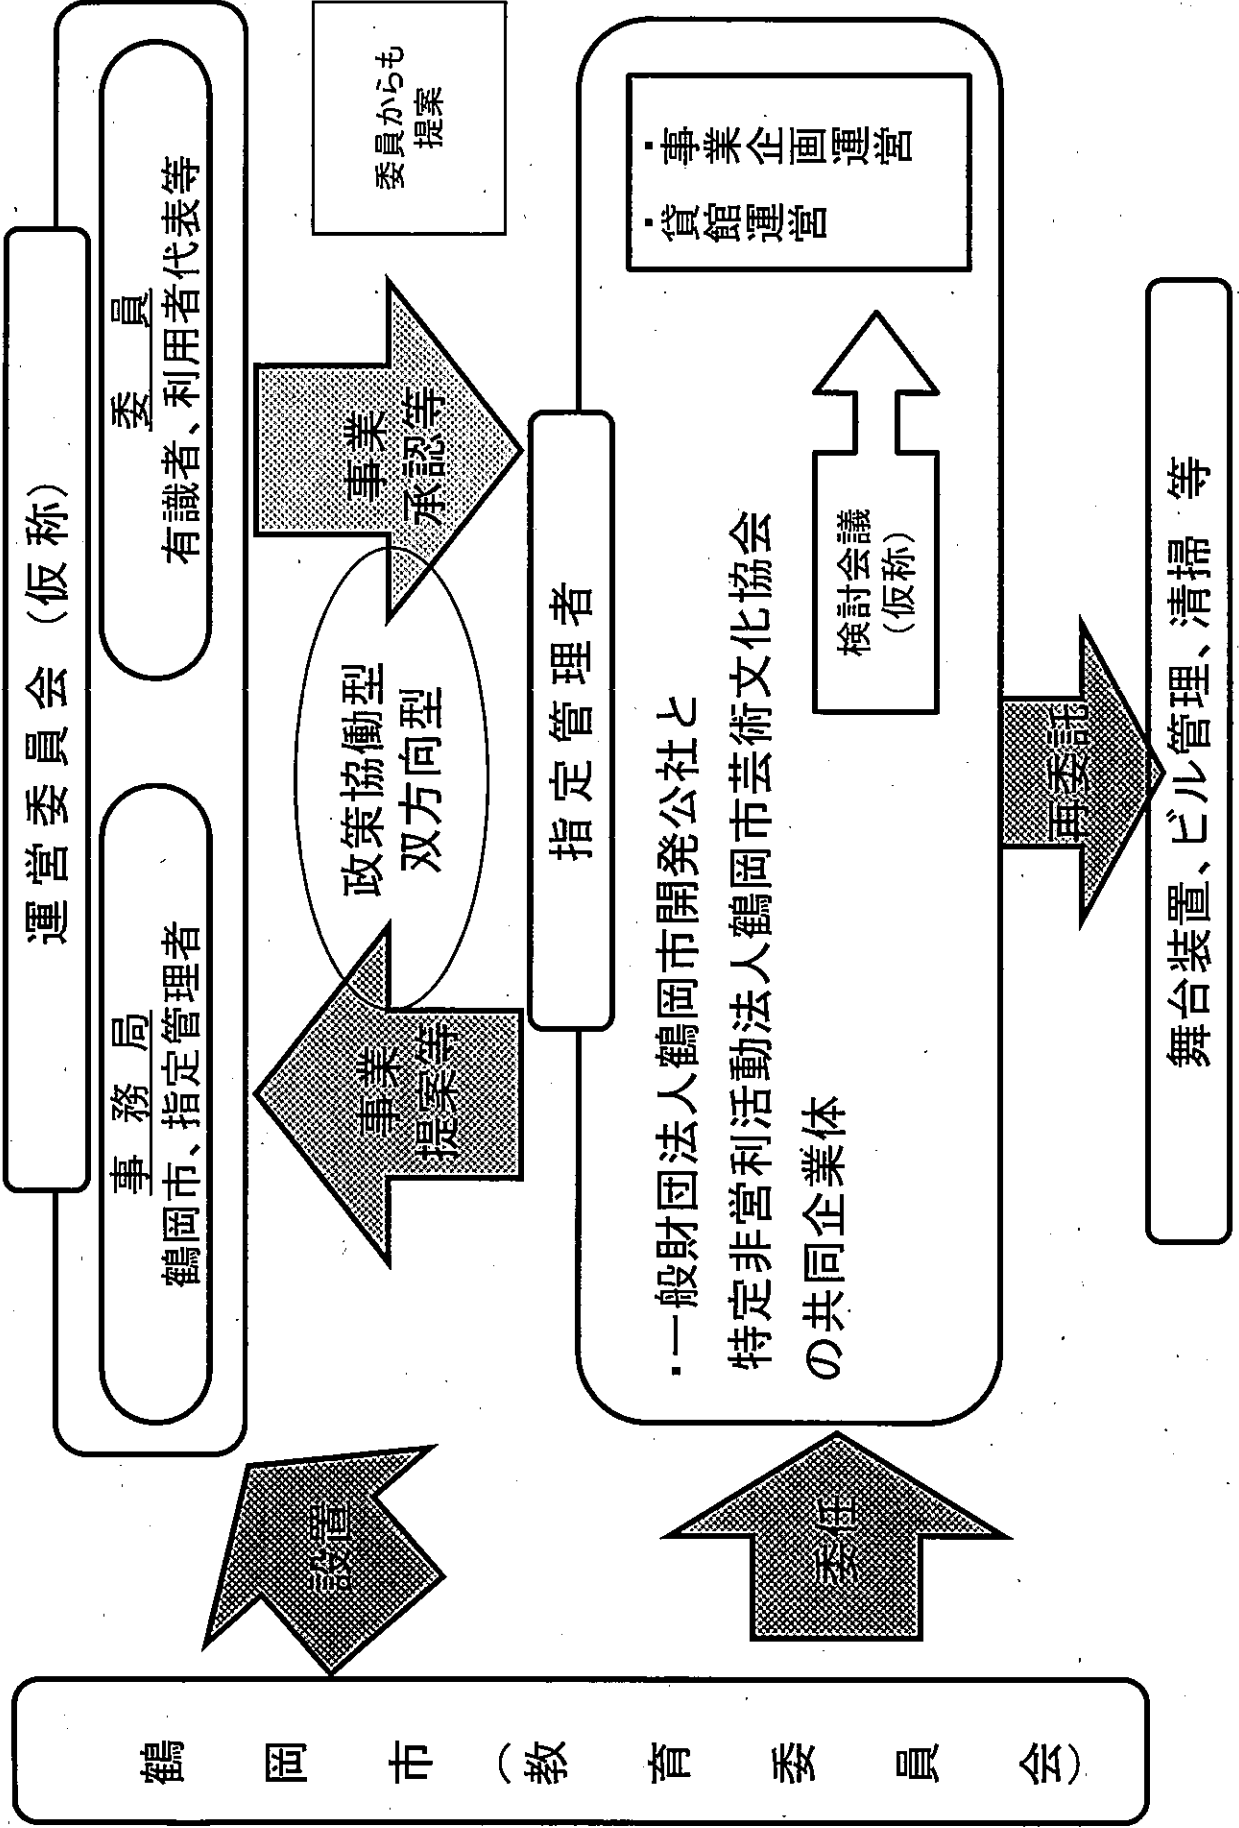 鶴岡市（教育委員会）
設置
委任
運営委員会（仮称）
事務局
鶴岡市、指定管理者
委員
有識者、利用者代表等
事業
提案等
政策協働型
双方向型
事業
承認等
委員からも
提案
指定管理者
・一般財団法人鶴岡市開発公社と
特定非営利活動法人鶴岡市芸術文化協会
の共同企業体
検討会議
（仮称）
・事業企画運営
・貸館運営
再委託
舞台装置、ビル管理、清掃 等